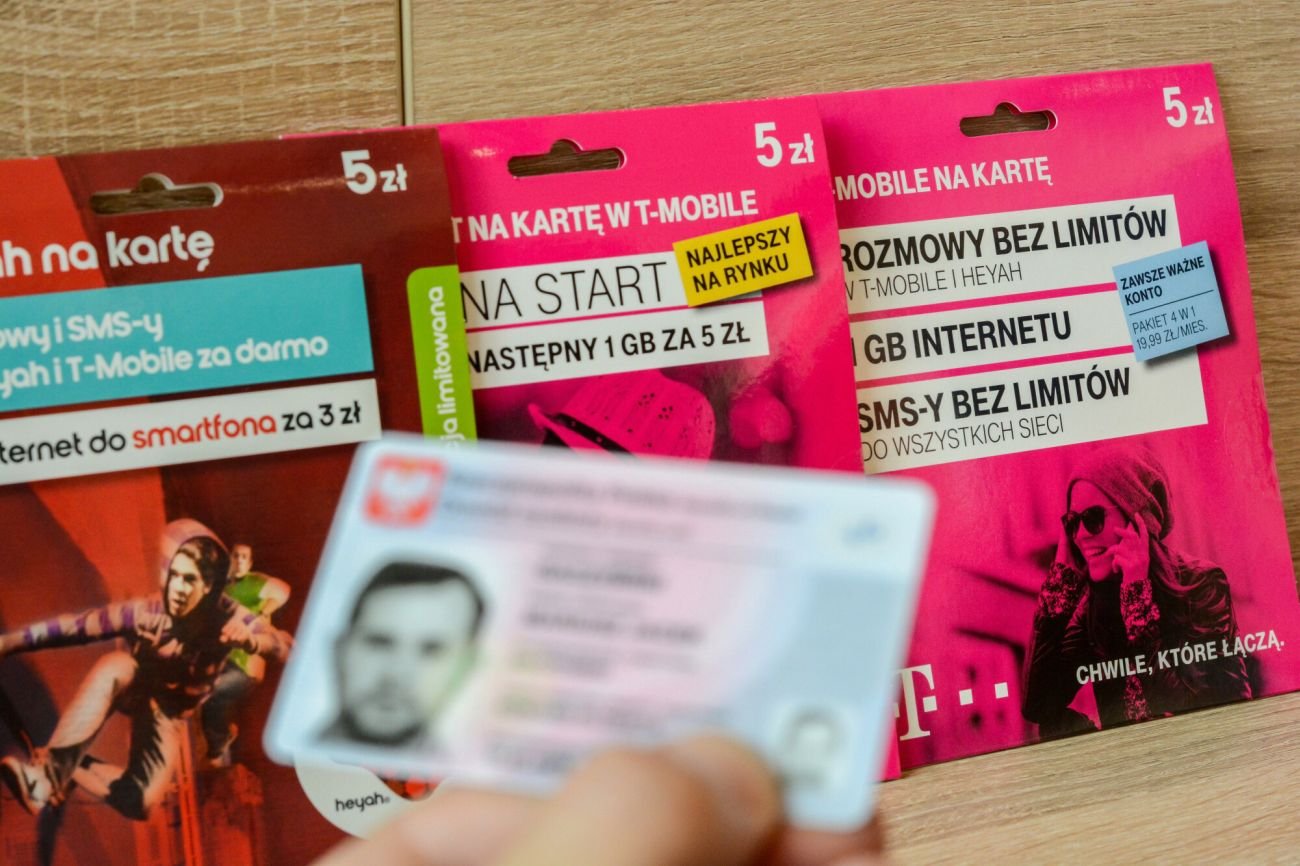 5 zł
ah na kartę
owy i SMS-y
yah i T-Mobile za darmo
ternet do smartfona za 3 zł
ja limitowana
heyah
5 zł
T NA KARTĘ W T-MOBILE
NA START
NAJLEPSZY
NA RYNKU
NASTĘPNY 1 GB ZA 5 ZŁ
5 zł
-MOBILE NA KARTĘ
ROZMOWY BEZ LIMITÓW
W T-MOBILE I HEYAH
1 GB INTERNETU
ZAWSZE WAŻNE
KONTO
PAKIET 4 W 1
19,99 ZŁ/MIES.
SMS-Y BEZ LIMITÓW
DO WSZYSTKICH SIECI
CHWILE, KTÓRE ŁĄCZĄ.
T